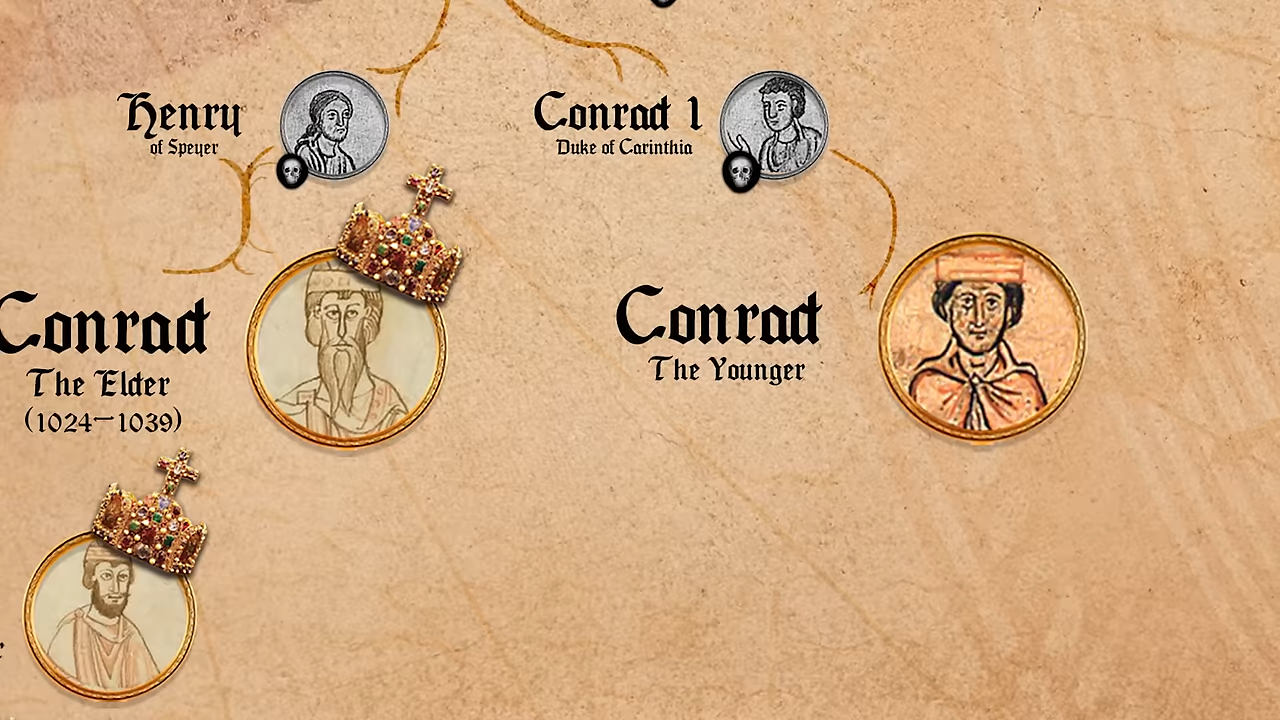 Henry
of Speyer
Conrad I
Duke of Carinthia
Conrad
The Elder
(1024–1039)
Conrad
The Younger